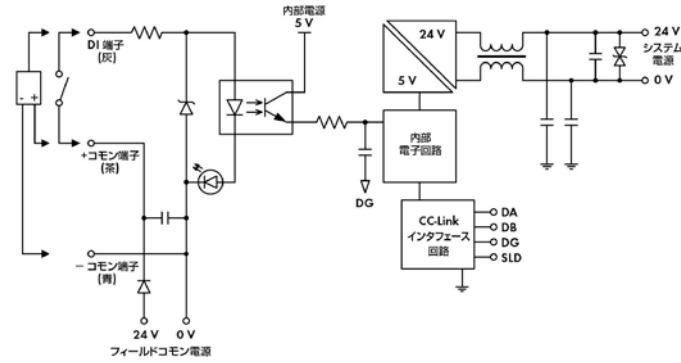 内部電源
5 V
DI 端子
(灰)
- +
+コモン端子
(茶)
DG
− コモン端子
(青)
24 V
0 V
フィールドコモン電源
24 V
5 V
内部
電子回路
CC-Link
インタフェース
回路
DA
DB
DG
SLD
24 V
システム
電源
0 V